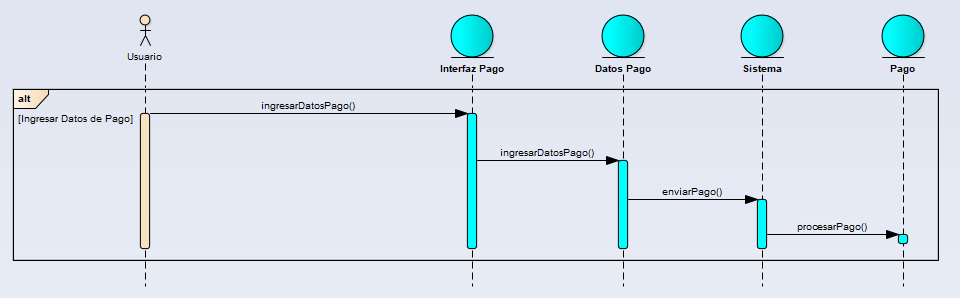 Usuario
Interfaz Pago
Datos Pago
Sistema
Pago
alt
[Ingresar Datos de Pago]
ingresarDatosPago()
ingresarDatosPago()
enviarPago()
procesarPago()